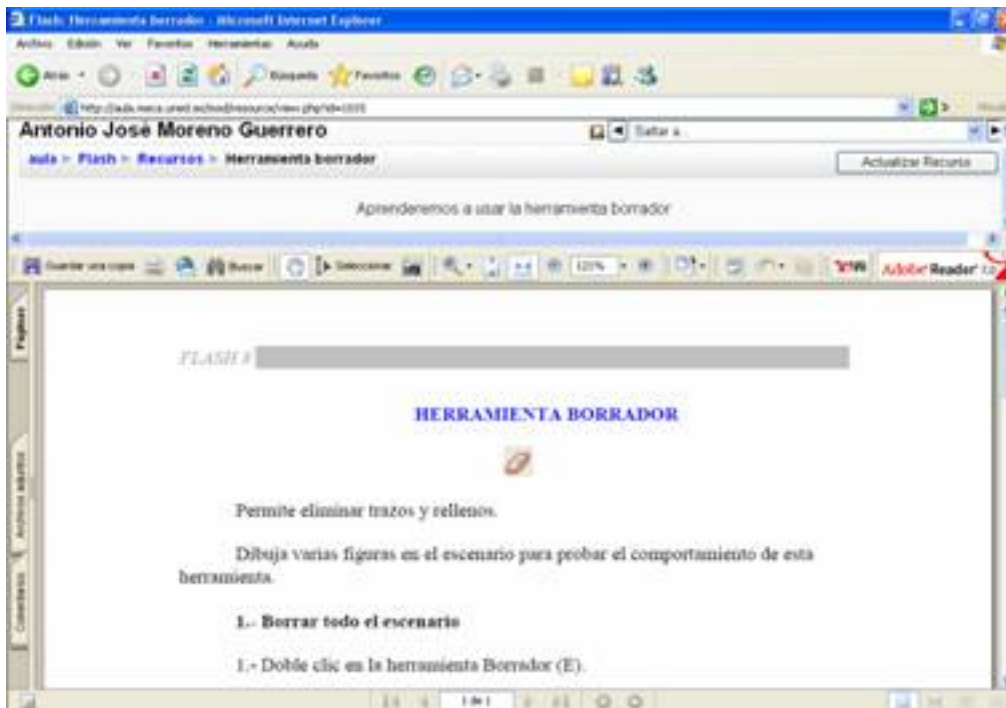 Flash: Herramienta borrador - Microsoft Internet Explorer
Archivo Edición Ver Favoritos Herramientas Ayuda
Atrás Búsqueda Favoritos
Antonio José Moreno Guerrero
Saltar a...
aula > Flash > Recursos > Herramienta borrador
Actualizar Recurso
Aprenderemos a usar la herramienta borrador
Guardar una copia Buscar Seleccionar 125% Adobe Reader
Páginas
Archivos adjuntos
Comentarios
FLASH 8
HERRAMIENTA BORRADOR
Permite eliminar trazos y rellenos.
Dibuja varias figuras en el escenario para probar el comportamiento de esta
herramienta.
1.- Borrar todo el escenario
1.- Doble clic en la herramienta Borrador (E).
1 de 1